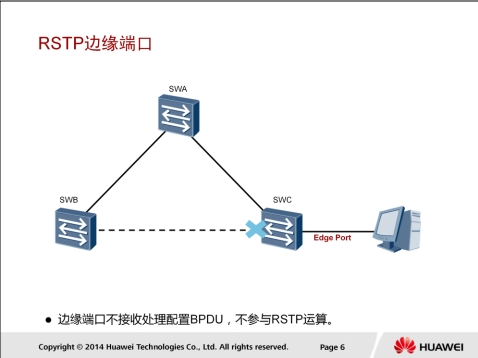 RSTP边缘端口
SWA
SWB
SWC
Edge Port
● 边缘端口不接收处理配置BPDU，不参与RSTP运算。
Copyright © 2014 Huawei Technologies Co., Ltd. All rights reserved.
Page 6
HUAWEI